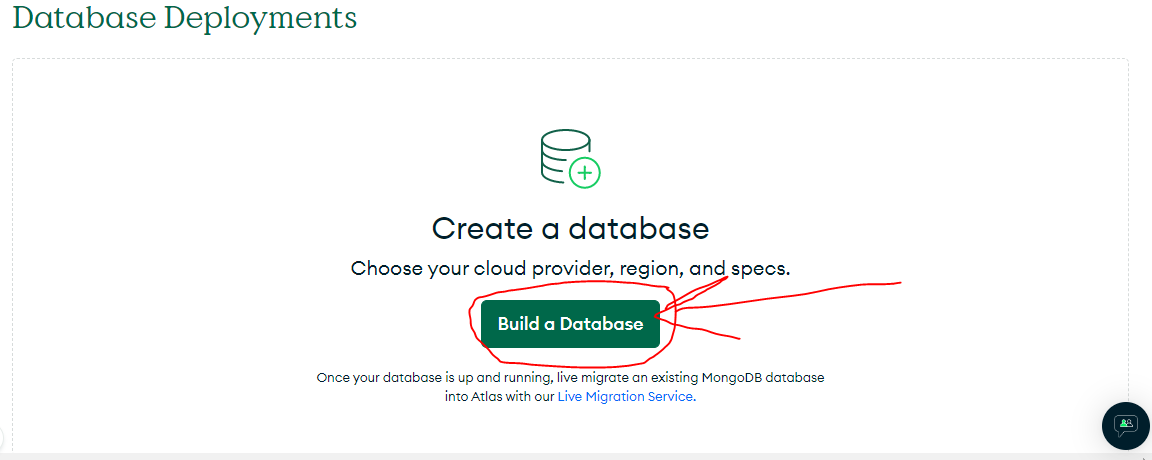 Database Deployments
Create a database
Choose your cloud provider, region, and specs.
Build a Database
Once your database is up and running, live migrate an existing MongoDB database
into Atlas with our Live Migration Service.